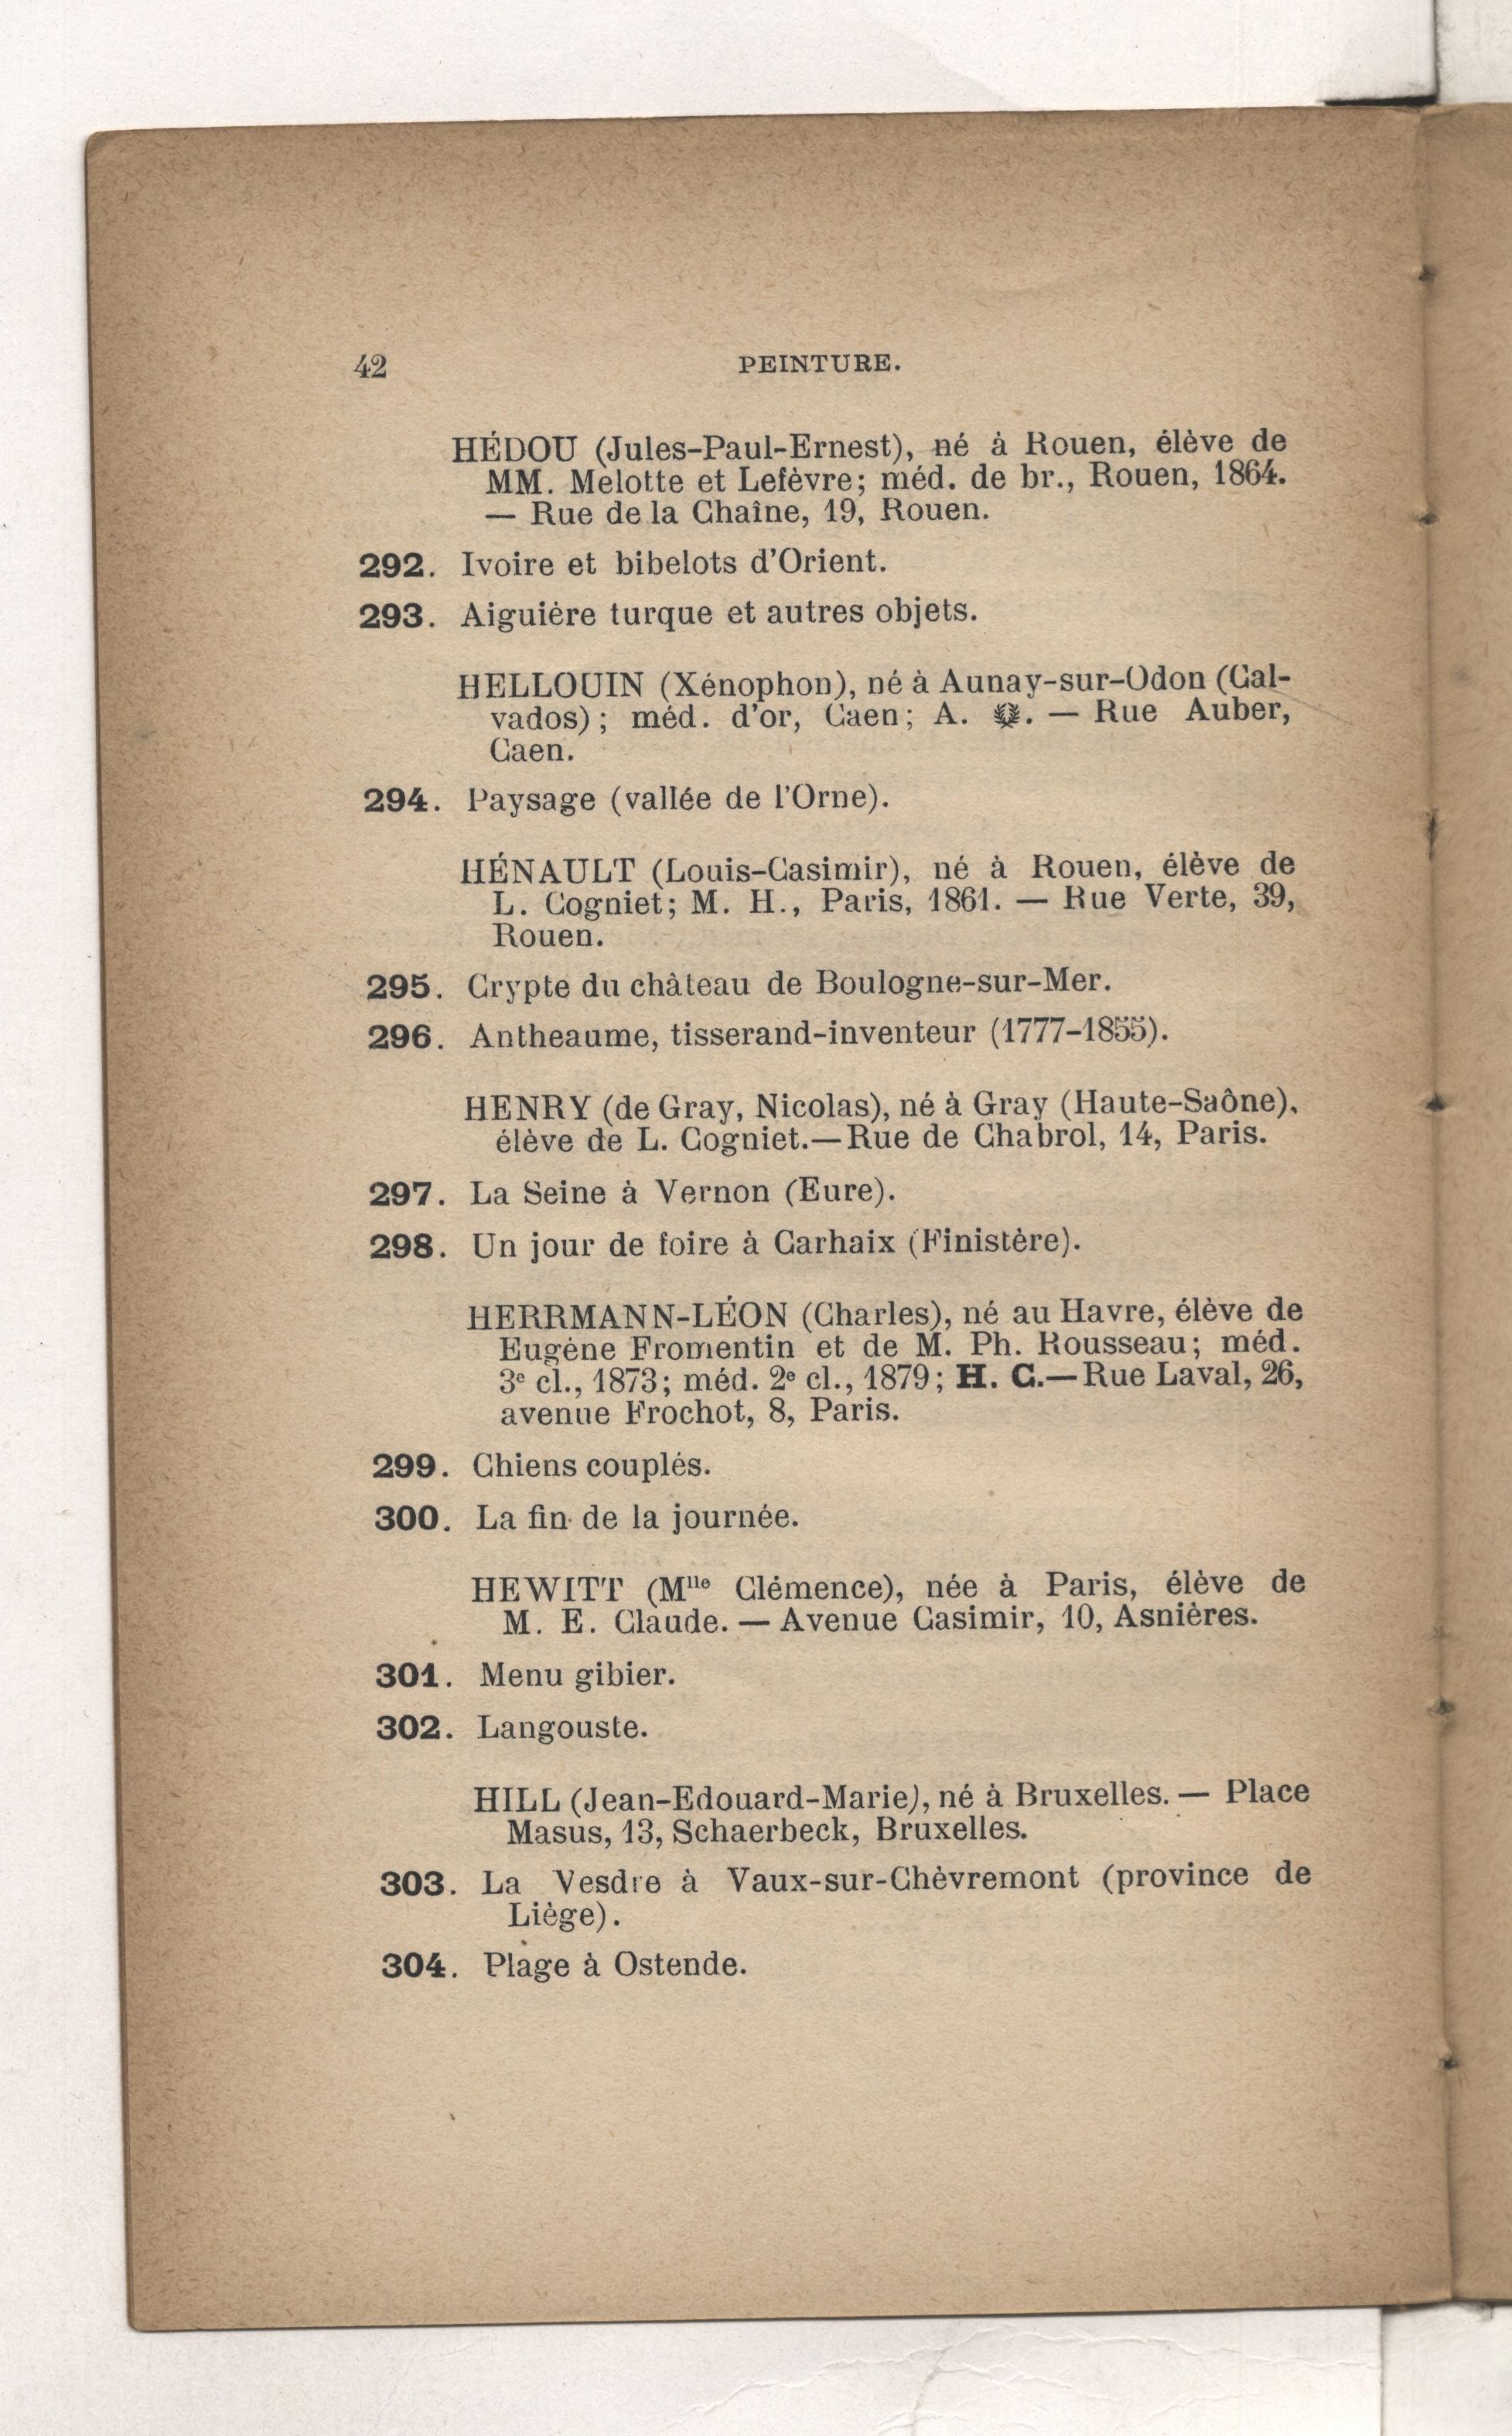 42 PEINTURE.
HÉDOU (Jules-Paul-Ernest), né à Rouen, élève de
MM. Melotte et Lefèvre; méd. de br., Rouen, 1864.
— Rue de la Chaîne, 19, Rouen.
292. Ivoire et bibelots d'Orient.
293. Aiguière turque et autres objets.
HELLOUIN (Xénophon), né à Aunay-sur-Odon (Cal-
vados); méd. d'or, Caen; A. . — Rue Auber,
Caen.
294. Paysage (vallée de l'Orne).
HÉNAULT (Louis-Casimir), né à Rouen, élève de
L. Cogniet; M. H., Paris, 1861. — Rue Verte, 39,
Rouen.
295. Crypte du château de Boulogne-sur-Mer.
296. Antheaume, tisserand-inventeur (1777-1855).
HENRY (de Gray, Nicolas), né à Gray (Haute-Saône),
élève de L. Cogniet.—Rue de Chabrol, 14, Paris.
297. La Seine à Vernon (Eure).
298. Un jour de foire à Carhaix (Finistère).
HERRMANN-LÉON (Charles), né au Havre, élève de
Eugène Fromentin et de M. Ph. Rousseau; méd.
3e cl., 1873; méd. 2e cl., 1879; H. C.—Rue Laval, 26,
avenue Frochot, 8, Paris.
299. Chiens couplés.
300. La fin de la journée.
HEWITT (Mlle Clémence), née à Paris, élève de
M. E. Claude. — Avenue Casimir, 10, Asnières.
301. Menu gibier.
302. Langouste.
HILL (Jean-Edouard-Marie), né à Bruxelles. — Place
Masus, 13, Schaerbeck, Bruxelles.
303. La Vesdre à Vaux-sur-Chèvremont (province de
Liège).
304. Plage à Ostende.